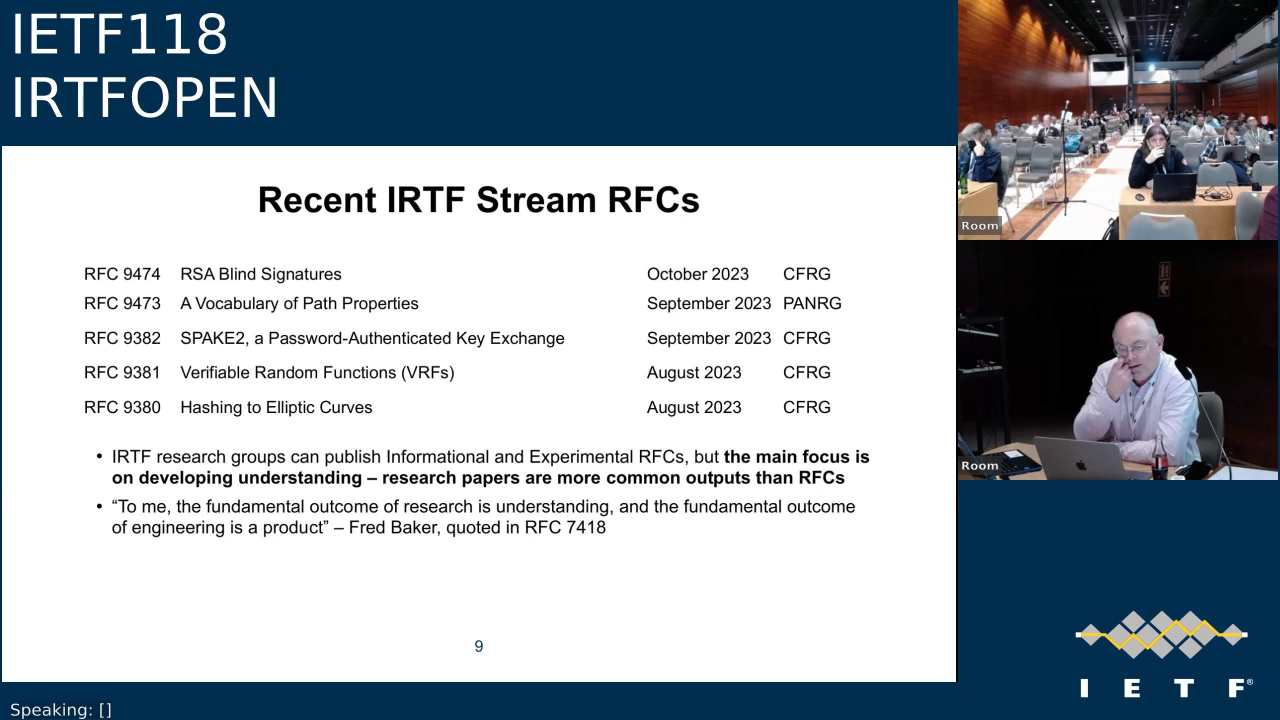 IETF118
IRTFOPEN
Recent IRTF Stream RFCs
RFC 9474 RSA Blind Signatures October 2023 CFRG
RFC 9473 A Vocabulary of Path Properties September 2023 PANRG
RFC 9382 SPAKE2, a Password-Authenticated Key Exchange September 2023 CFRG
RFC 9381 Verifiable Random Functions (VRFs) August 2023 CFRG
RFC 9380 Hashing to Elliptic Curves August 2023 CFRG
• IRTF research groups can publish Informational and Experimental RFCs, but the main focus is
on developing understanding – research papers are more common outputs than RFCs
• “To me, the fundamental outcome of research is understanding, and the fundamental outcome
of engineering is a product” – Fred Baker, quoted in RFC 7418
9
Room
Room
I E T F®
Speaking: []